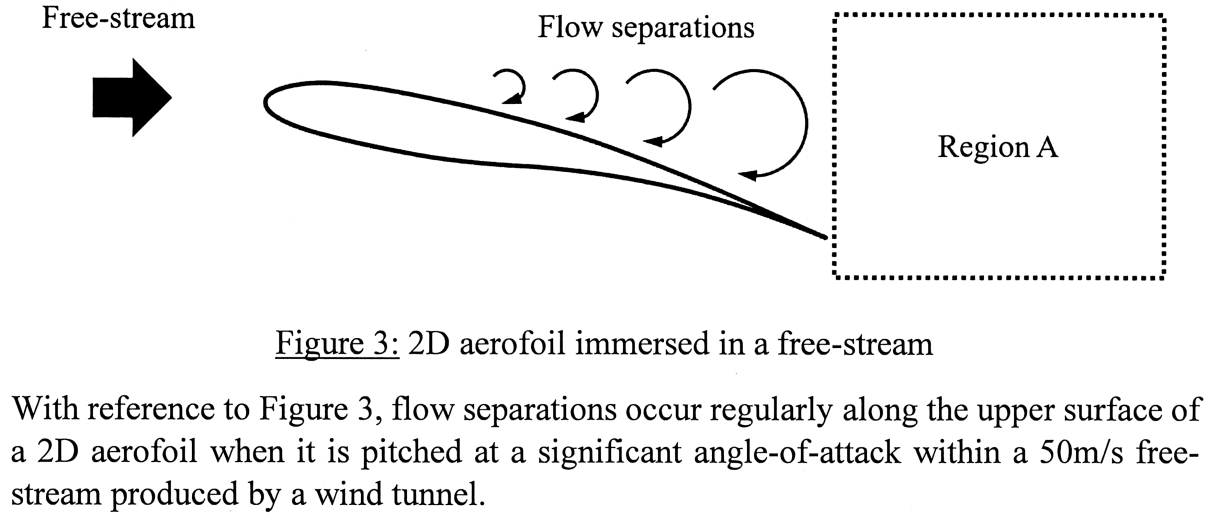 Free-stream
Flow separations
Region A
Figure 3: 2D aerofoil immersed in a free-stream
With reference to Figure 3, flow separations occur regularly along the upper surface of
a 2D aerofoil when it is pitched at a significant angle-of-attack within a 50m/s free-
stream produced by a wind tunnel.